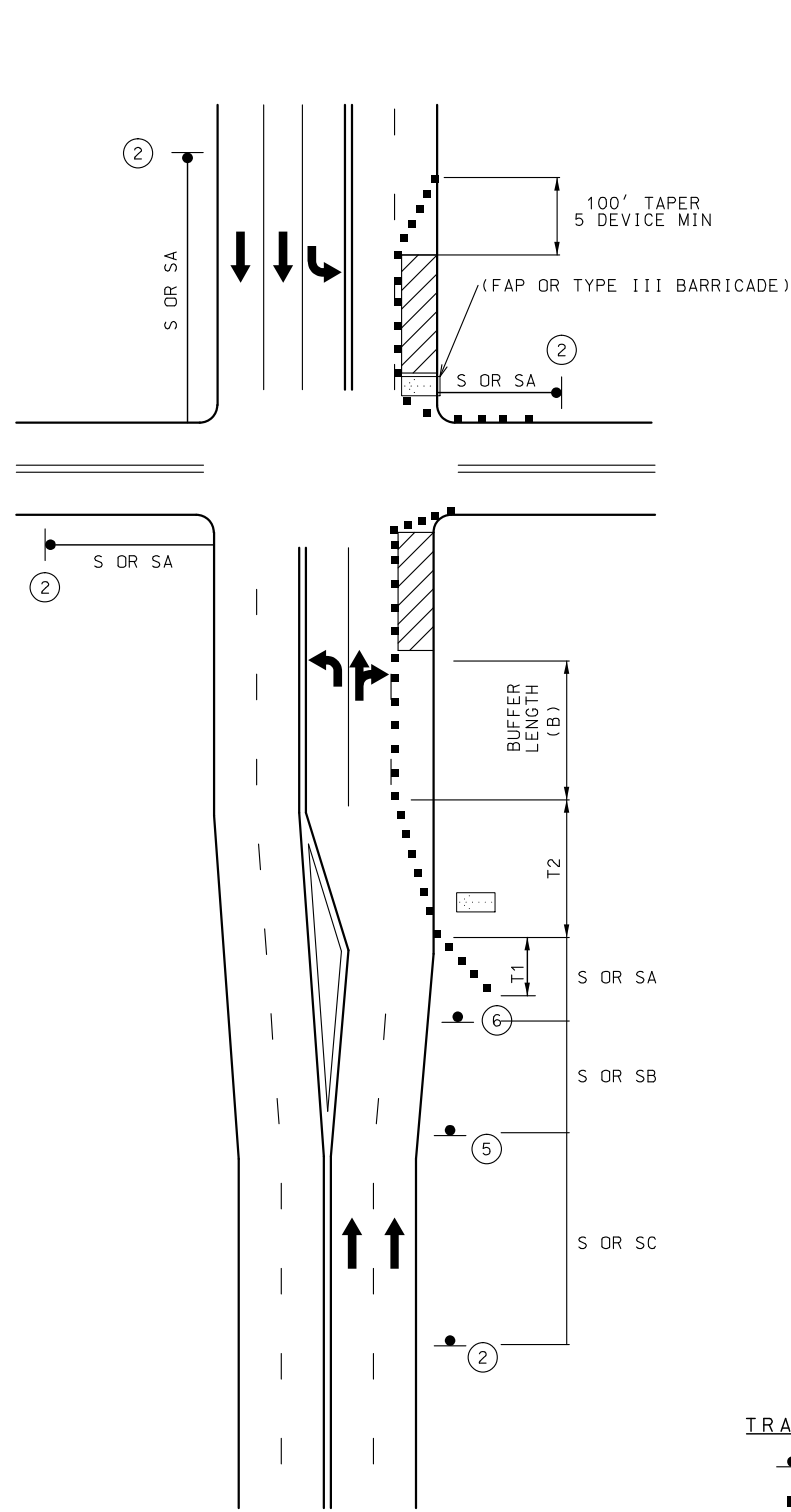 2
S OR SA
100' TAPER
5 DEVICE MIN
(FAP OR TYPE III BARRICADE)
2
S OR SA
S OR SA
2
BUFFER
LENGTH
(B)
T2
T1
S OR SA
6
S OR SB
5
S OR SC
2
TRA